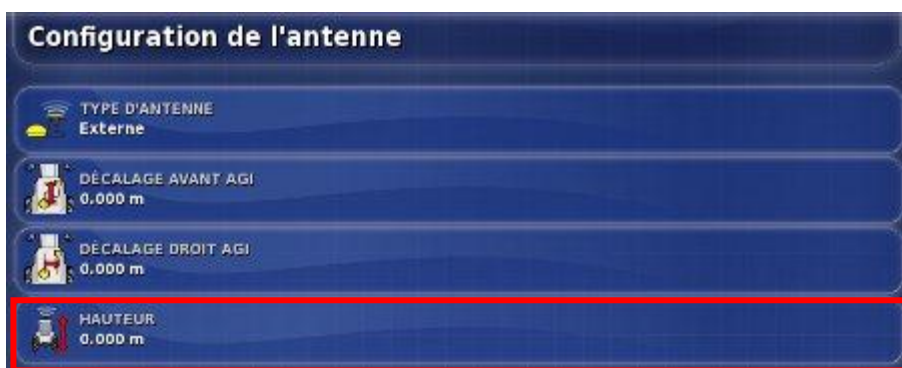 Configuration de l'antenne
TYPE D'ANTENNE
Externe
DÉCALAGE AVANT AGI
0.000 m
DÉCALAGE DROIT AGI
0.000 m
HAUTEUR
0.000 m